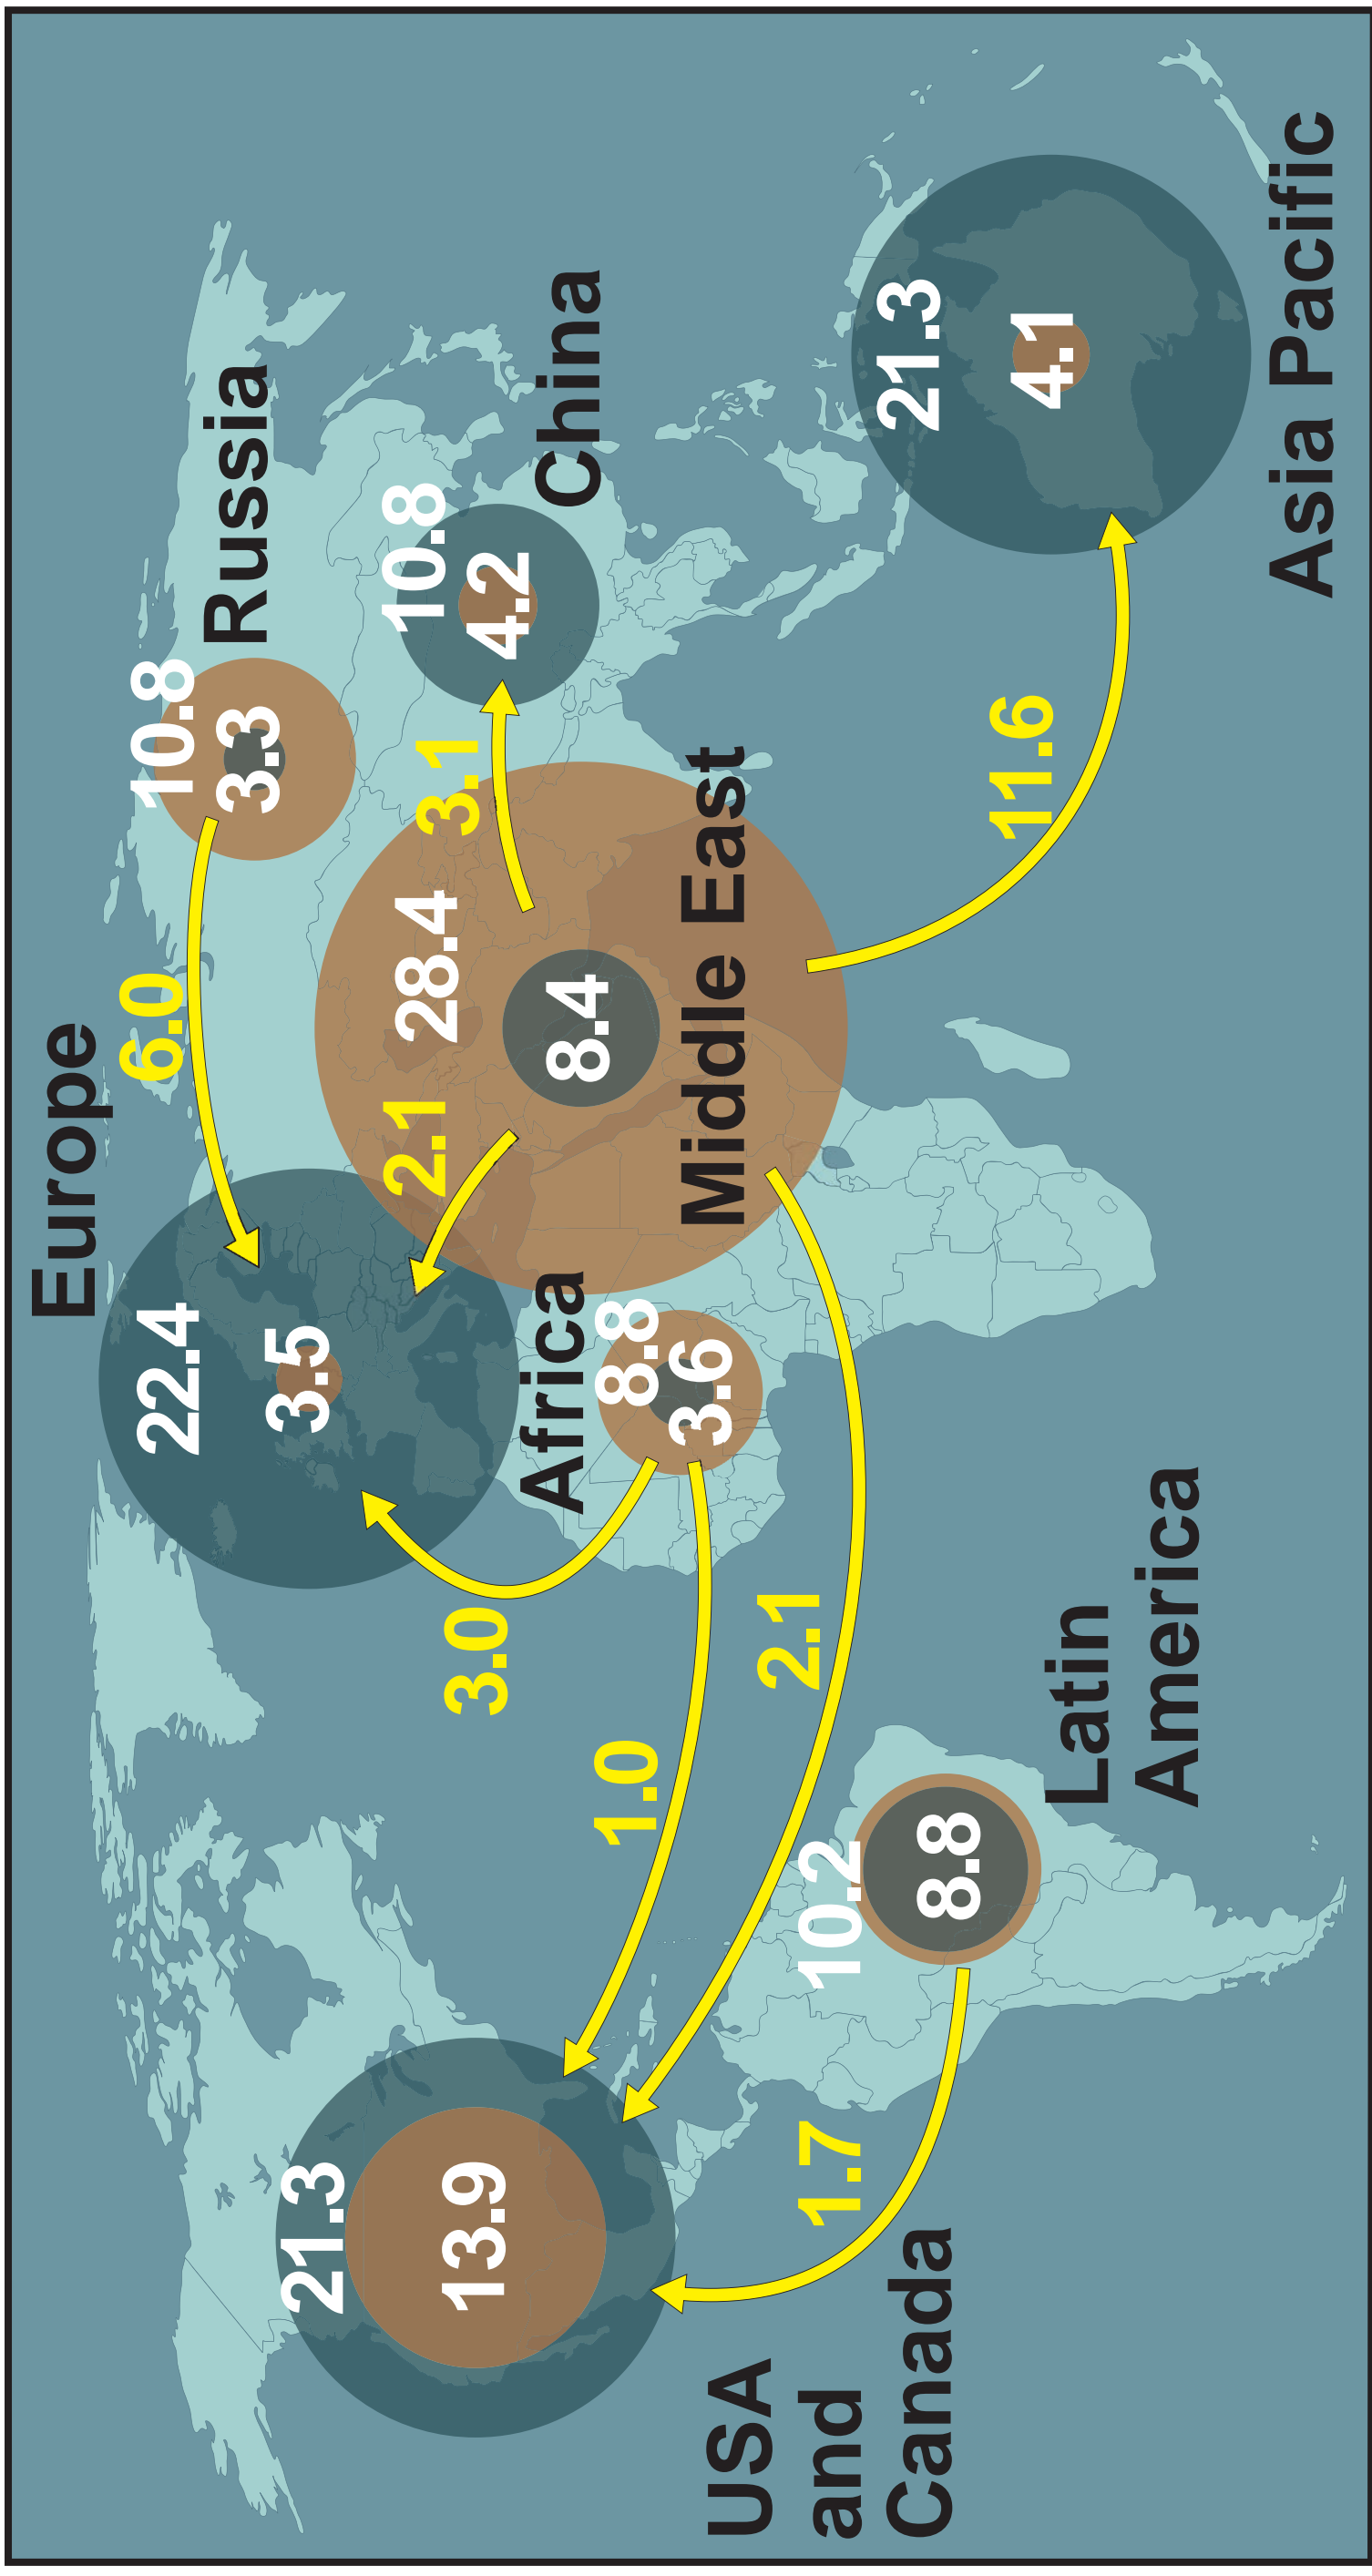 Europe
6.0
10.8
3.3
Russia
22.4
3.5
2.1
28.4
3.1
10.8
4.2
China
8.4
Middle East
Africa
8.8
3.6
3.0
1.0
2.1
21.3
13.9
USA
and
Canada
1.7
10.2
8.8
Latin
America
11.6
21.3
4.1
Asia Pacific